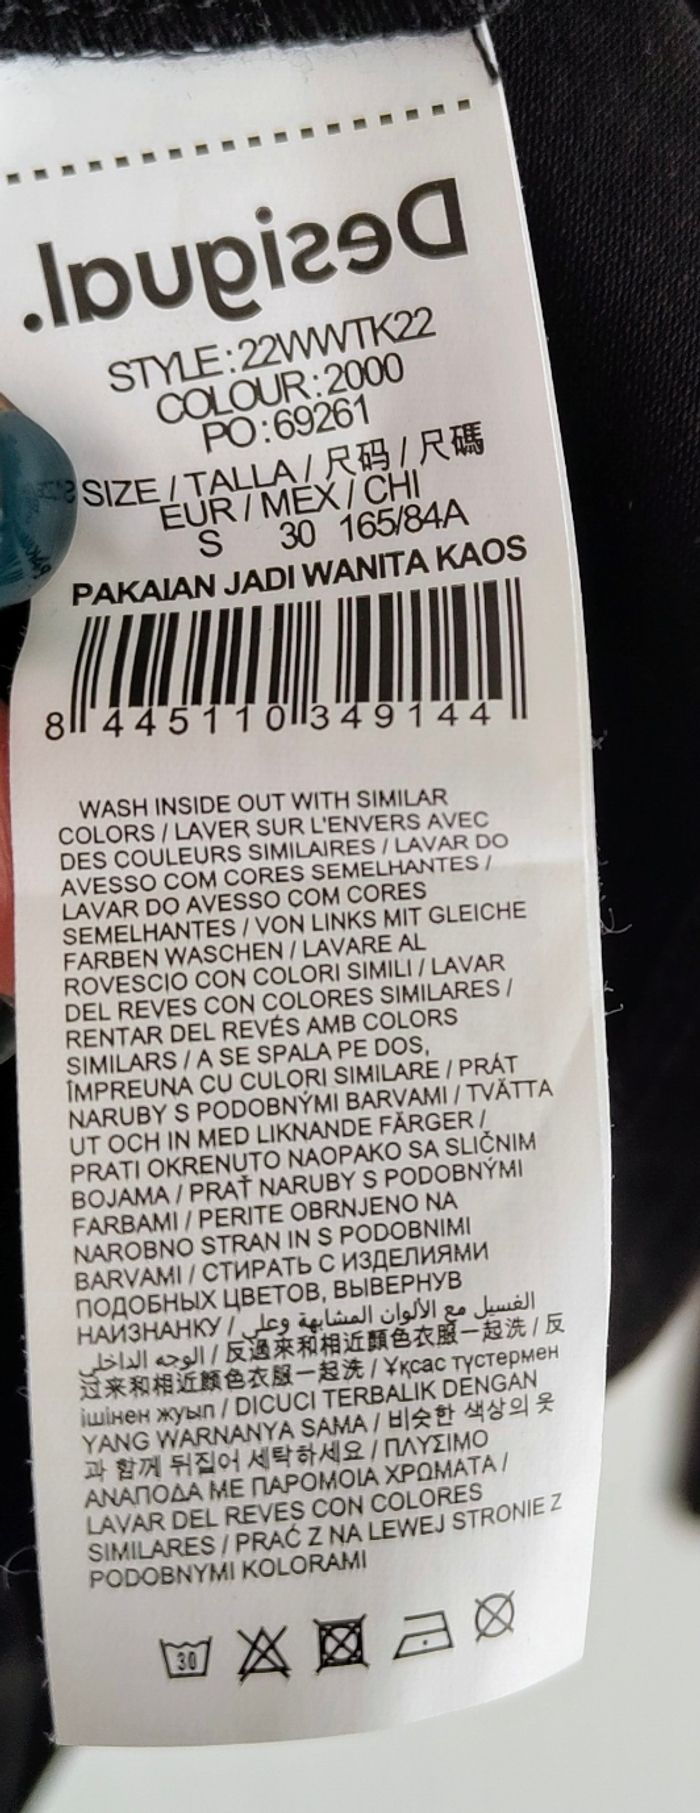 Desigual.
STYLE:22WWTK22
COLOUR:2000
PO:69261
SIZE / TALLA / 尺码 / 尺碼
EUR / MEX / CHI
S 30 165/84A
PAKAIAN JADI WANITA KAOS
8 445110 349144
WASH INSIDE OUT WITH SIMILAR
COLORS / LAVER SUR L'ENVERS AVEC
DES COULEURS SIMILAIRES / LAVAR DO
AVESSO COM CORES SEMELHANTES /
LAVAR DO AVESSO COM CORES
SEMELHANTES / VON LINKS MIT GLEICHE
FARBEN WASCHEN / LAVARE AL
ROVESCIO CON COLORI SIMILI / LAVAR
DEL REVES CON COLORES SIMILARES /
RENTAR DEL REVÉS AMB COLORS
SIMILARS / A SE SPALA PE DOS,
ÎMPREUNA CU CULORI SIMILARE / PRÁT
NARUBY S PODOBNÝMI BARVAMI / TVÄTTA
UT OCH IN MED LIKNANDE FÄRGER /
PRATI OKRENUTO NAOPAKO SA SLIČNIM
BOJAMA / PRAŤ NARUBY S PODOBNÝMI
FARBAMI / PERITE OBRNJENO NA
NAROBNO STRAN IN S PODOBNIMI
BARVAMI / СТИРАТЬ С ИЗДЕЛИЯМИ
ПОДОБНЫХ ЦВЕТОВ, ВЫВЕРНУВ
НАИЗНАНКУ / الغسيل مع الألوان المشابهة وعلى
الوجه الداخلي / 反過來和相近顏色衣服一起洗 / 反
过来和相近颜色衣服一起洗 / Ұқсас түстермен
ішінен жуып / DICUCI TERBALIK DENGAN
YANG WARNANYA SAMA / 비슷한 색상의 옷
과 함께 뒤집어 세탁하세요 / ΠΛΥΣΙΜΟ
ΑΝΑΠΟΔΑ ΜΕ ΠΑΡΟΜΟΙΑ ΧΡΩΜΑΤΑ /
LAVAR DEL REVES CON COLORES
SIMILARES / PRAĆ Z NA LEWEJ STRONIE Z
PODOBNYMI KOLORAMI
30